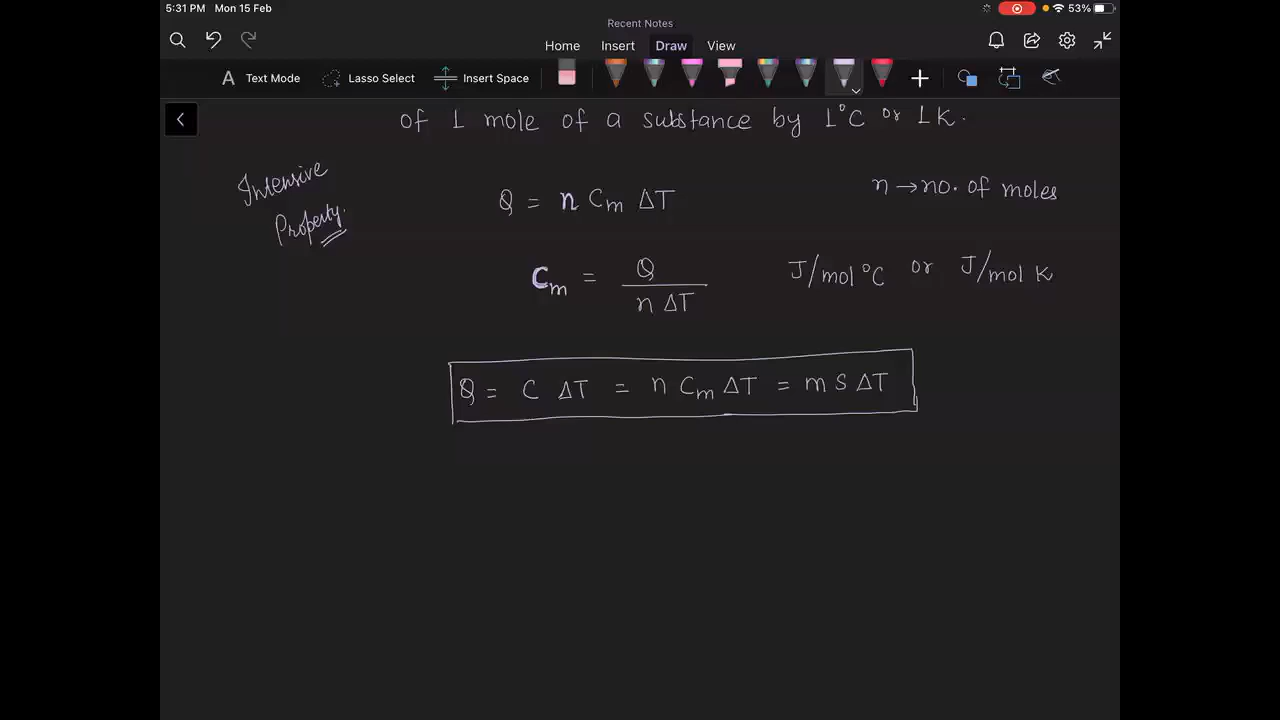 5:31 PM Mon 15 Feb
53%
Recent Notes
Home Insert Draw View
A Text Mode Lasso Select Insert Space
of 1 mole of a substance by 1°C or 1K.
Intensive
Property.
Q = n Cm ΔT
n → no. of moles
Cm = Q / n ΔT
J/mol °C or J/mol K
Q = C ΔT = n Cm ΔT = m S ΔT